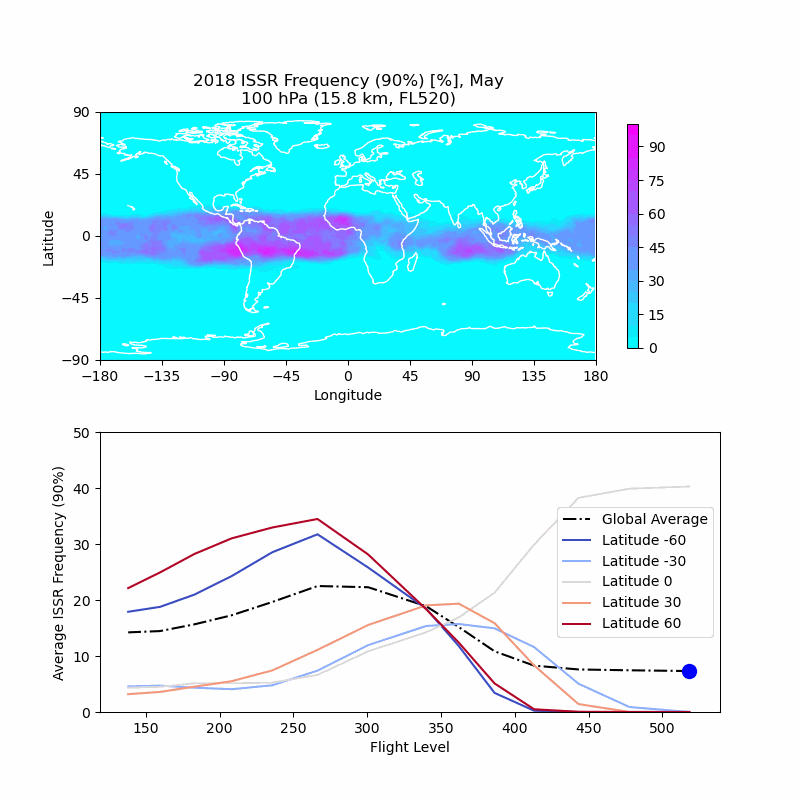 2018 ISSR Frequency (90%) [%], May
100 hPa (15.8 km, FL520)
90
45
0
−45
−90
Latitude
−180 −135 −90 −45 0 45 90 135 180
Longitude
90
75
60
45
30
15
0
50
40
30
20
10
0
Average ISSR Frequency (90%)
Global Average
Latitude -60
Latitude -30
Latitude 0
Latitude 30
Latitude 60
150 200 250 300 350 400 450 500
Flight Level